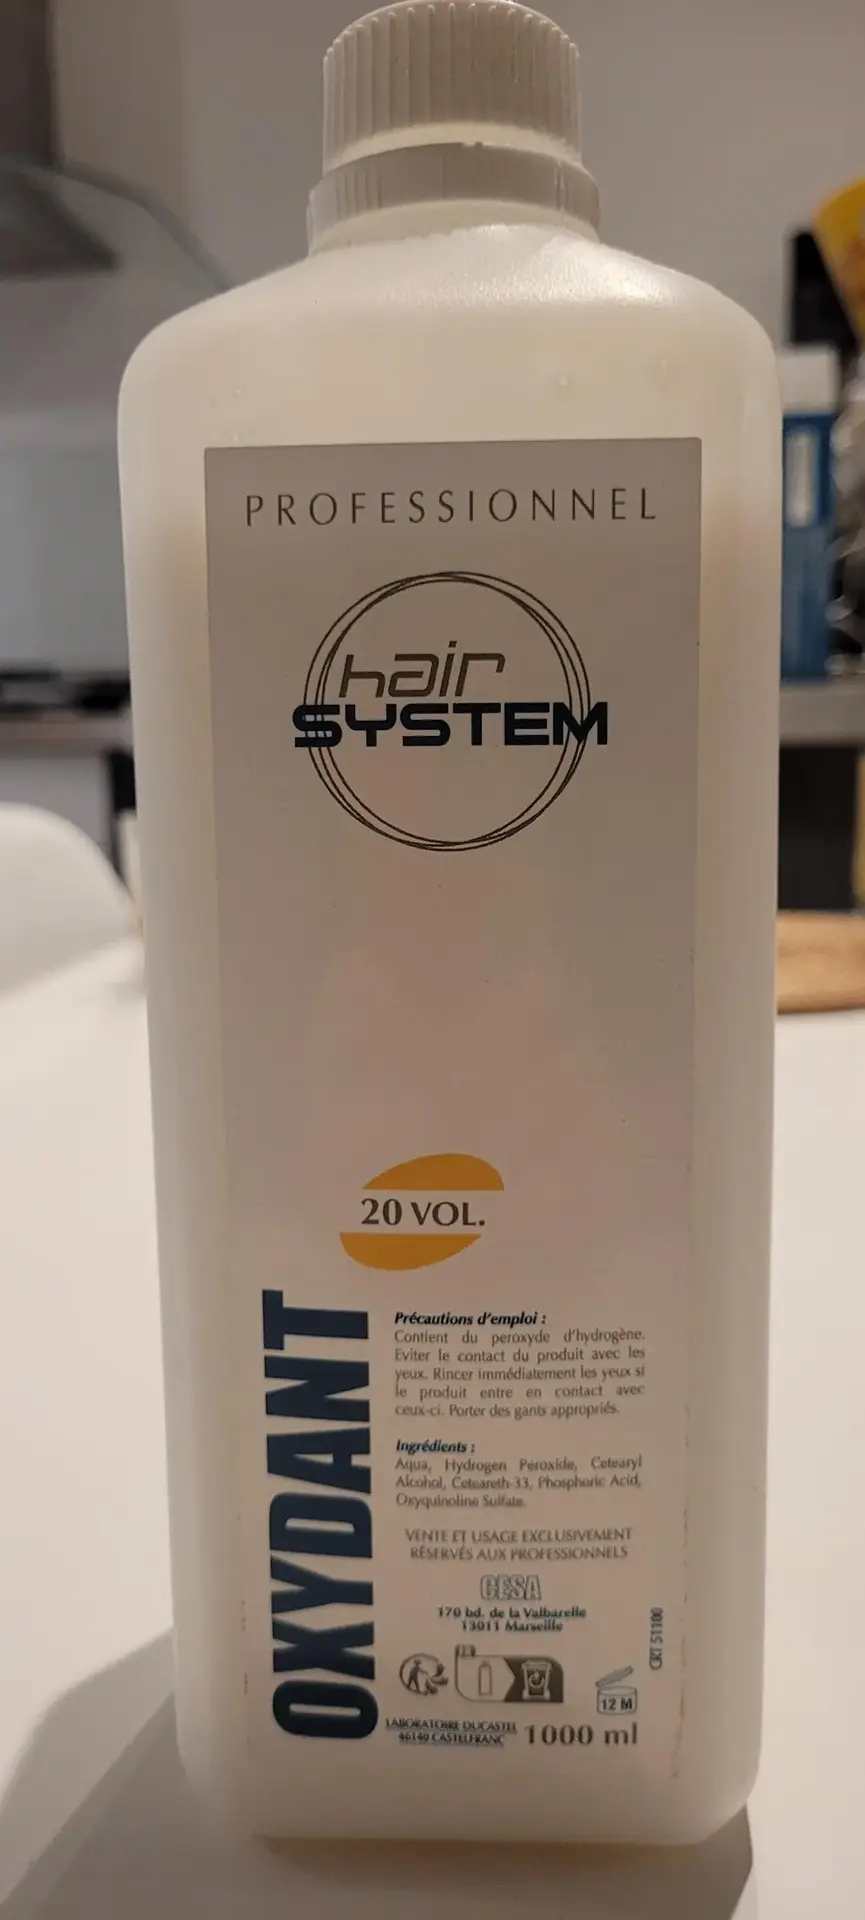 PROFESSIONNEL
hair
SYSTEM
20 VOL.
OXYDANT
Précautions d'emploi :
Contient du peroxyde d'hydrogène.
Eviter le contact du produit avec les
yeux. Rincer immédiatement les yeux si
le produit entre en contact avec
ceux-ci. Porter des gants appropriés.
Ingrédients :
Aqua, Hydrogen Peroxide, Cetearyl
Alcohol, Ceteareth-33, Phosphoric Acid,
Oxyquinoline Sulfate.
VENTE ET USAGE EXCLUSIVEMENT
RÉSERVÉS AUX PROFESSIONNELS
CESA
170 bd. de la Valbarelle
13011 Marseille
CRT 51100
12 M
LABORATOIRE DUCASTEL
46140 CASTELFRANC
1000 ml